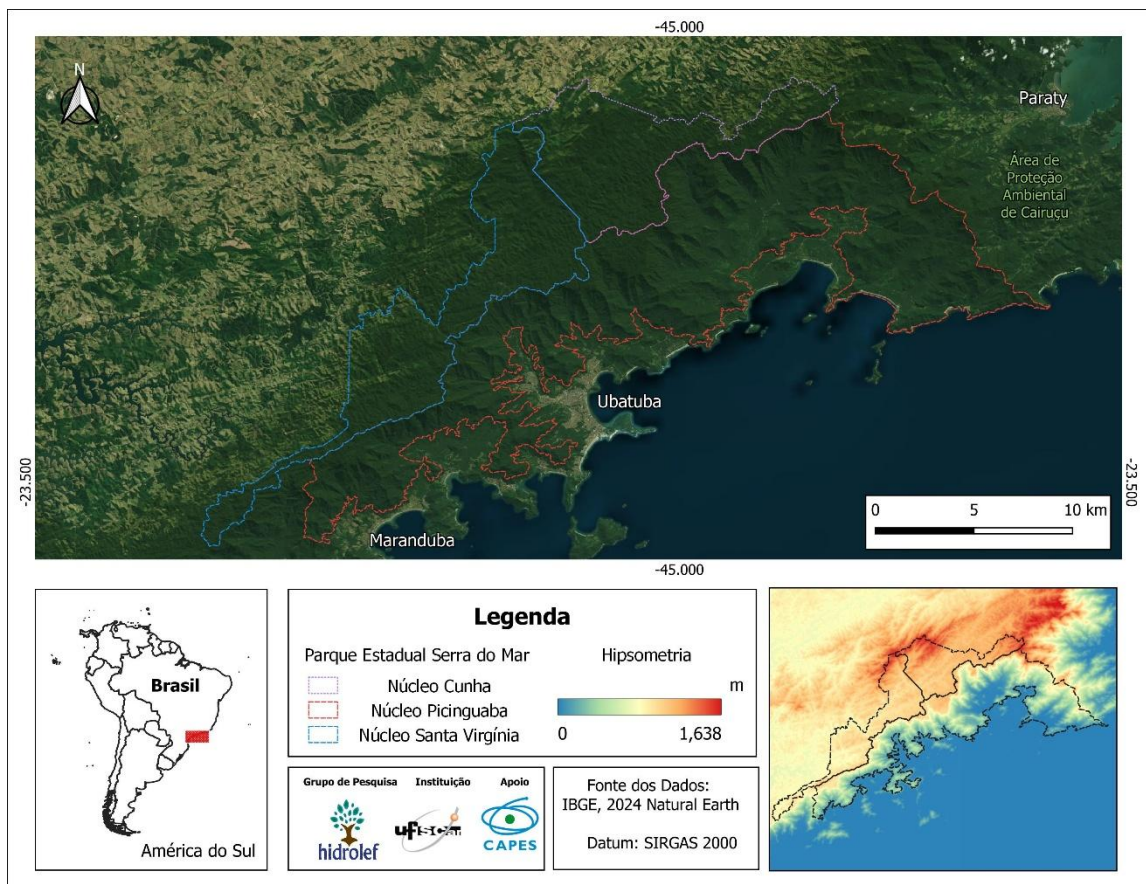 -45.000
N
Paraty
Área de
Proteção
Ambiental
de Cairuçu
Ubatuba
-23.500
-23.500
Maranduba
0 5 10 km
-45.000
Brasil
América do Sul
Legenda
Parque Estadual Serra do Mar
Núcleo Cunha
Núcleo Picinguaba
Núcleo Santa Virgínia
Hipsometria
m
0 1,638
Grupo de Pesquisa Instituição Apoio
hidrolef
ufscar
CAPES
Fonte dos Dados:
IBGE, 2024 Natural Earth
Datum: SIRGAS 2000